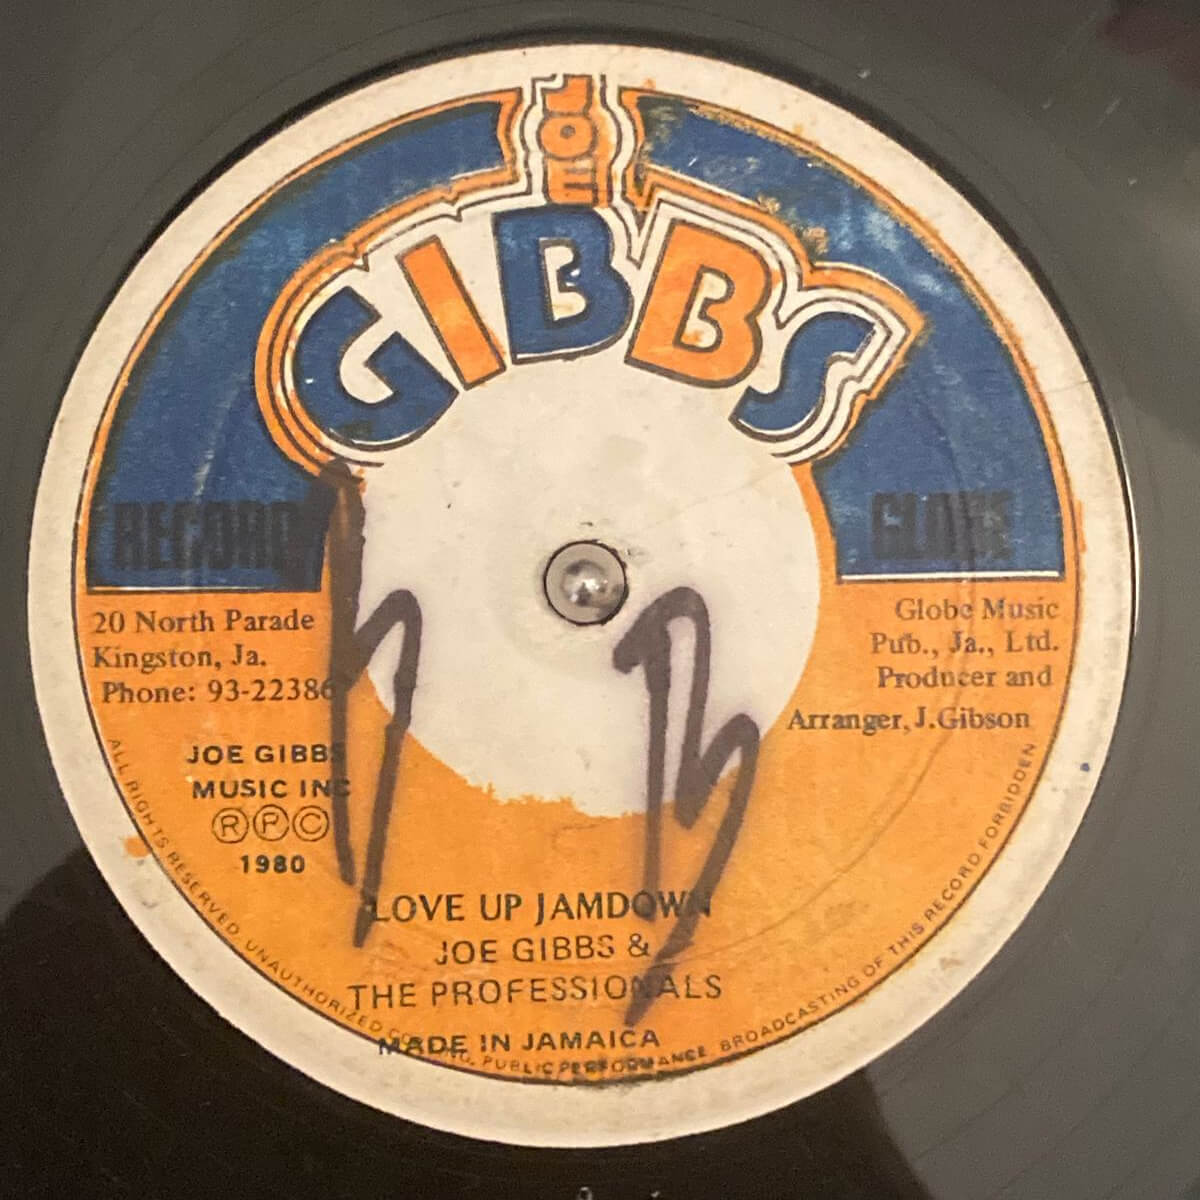 JOE
GIBBS
RECORD
GLOBE
20 North Parade
Kingston, Ja.
Phone: 93-22386
Globe Music
Pub., Ja., Ltd.
Producer and
Arranger, J.Gibson
JOE GIBBS
MUSIC INC
Ⓡ Ⓟ Ⓒ
1980
LOVE UP JAMDOWN
JOE GIBBS &
THE PROFESSIONALS
MADE IN JAMAICA
ALL RIGHTS RESERVED UNAUTHORIZED COPYING, PUBLIC PERFORMANCE, BROADCASTING OF THIS RECORD FORBIDDEN